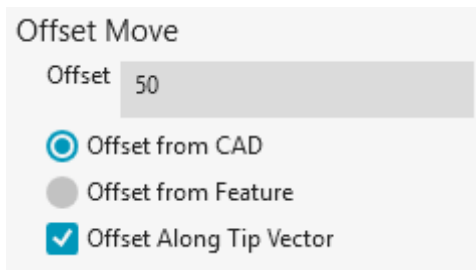 Offset Move
Offset 50
Offset from CAD
Offset from Feature
Offset Along Tip Vector